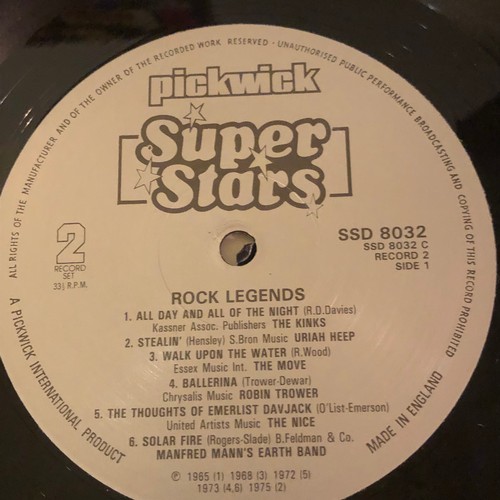 ALL RIGHTS OF THE MANUFACTURER AND OF THE OWNER OF THE RECORDED WORK RESERVED - UNAUTHORISED PUBLIC PERFORMANCE BROADCASTING AND COPYING OF THIS RECORD PROHIBITED
pickwick
Super
Stars
2
RECORD
SET
33⅓ R.P.M.
SSD 8032
SSD 8032 C
RECORD 2
SIDE 1
ROCK LEGENDS
1. ALL DAY AND ALL OF THE NIGHT (R.D.Davies)
Kassner Assoc. Publishers THE KINKS
2. STEALIN' (Hensley) S.Bron Music URIAH HEEP
3. WALK UPON THE WATER (R.Wood)
Essex Music Int. THE MOVE
4. BALLERINA (Trower-Dewar)
Chrysalis Music ROBIN TROWER
5. THE THOUGHTS OF EMERLIST DAVJACK (O'List-Emerson)
United Artists Music THE NICE
6. SOLAR FIRE (Rogers-Slade) B.Feldman & Co.
MANFRED MANN'S EARTH BAND
℗ 1965 (1) 1968 (3) 1972 (5)
1973 (4,6) 1975 (2)
A PICKWICK INTERNATIONAL PRODUCT
MADE IN ENGLAND